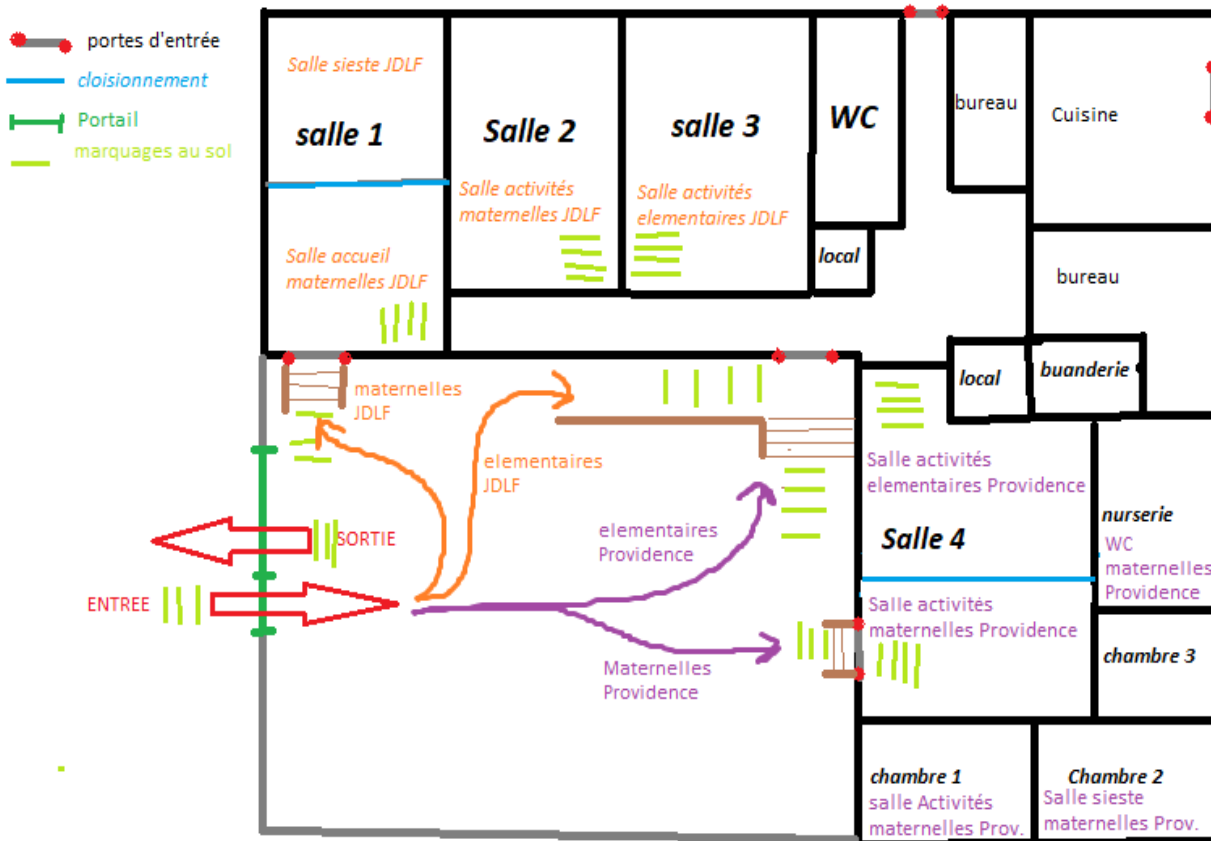 portes d'entrée
cloisionnement
Portail
marquages au sol
Salle sieste JDLF
salle 1
Salle accueil
maternelles JDLF
Salle 2
Salle activités
maternelles JDLF
salle 3
Salle activités
elementaires JDLF
WC
local
bureau
Cuisine
bureau
local
buanderie
maternelles
JDLF
elementaires
JDLF
elementaires
Providence
Maternelles
Providence
SORTIE
ENTREE
Salle activités
elementaires Providence
Salle 4
Salle activités
maternelles Providence
nurserie
WC
maternelles
Providence
chambre 3
chambre 1
salle Activités
maternelles Prov.
Chambre 2
Salle sieste
maternelles Prov.